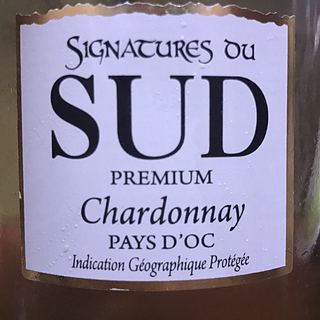 SIGNATURES DU
SUD
PREMIUM
Chardonnay
PAYS D'OC
Indication Géographique Protégée